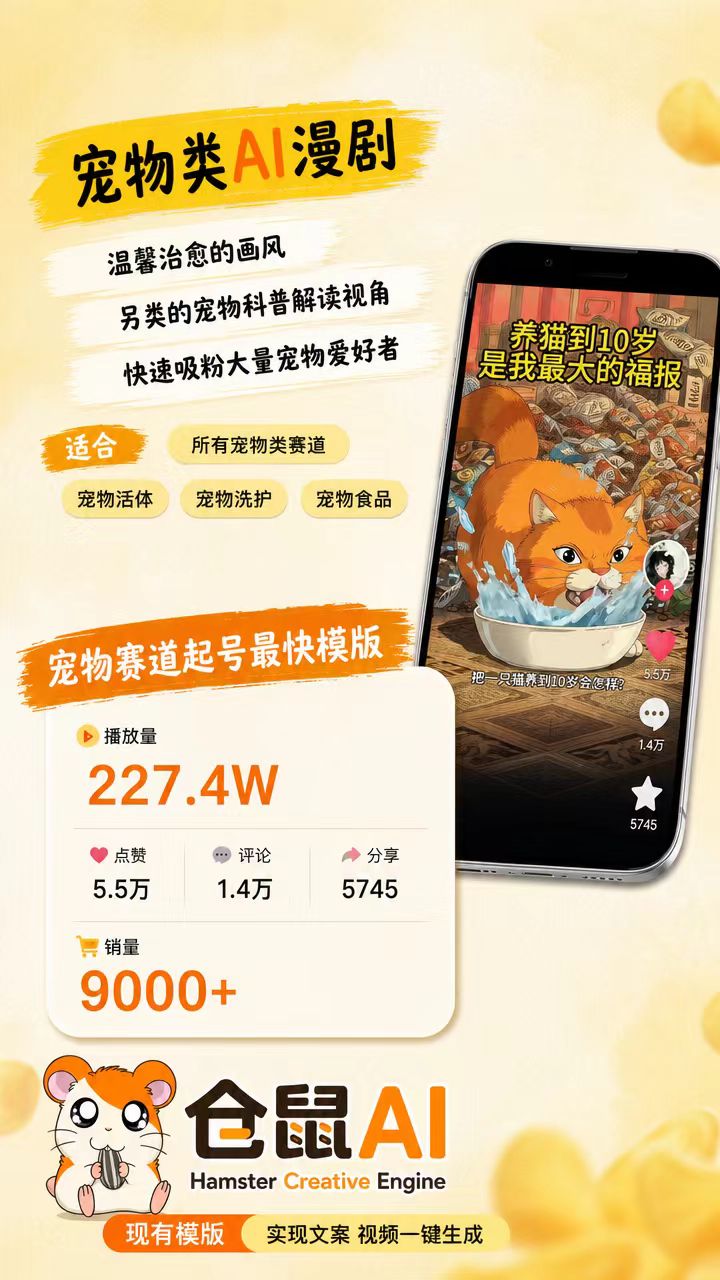 宠物类AI漫剧
温馨治愈的画风
另类的宠物科普解读视角
快速吸粉大量宠物爱好者
适合
所有宠物类赛道
宠物活体
宠物洗护
宠物食品
养猫到10岁
是我最大的福报
把一只猫养到10岁会怎样?
5.5万
1.4万
5745
宠物赛道起号最快模版
播放量
227.4W
点赞
评论
分享
5.5万
1.4万
5745
销量
9000+
仓鼠AI
Hamster Creative Engine
现有模版
实现文案 视频一键生成